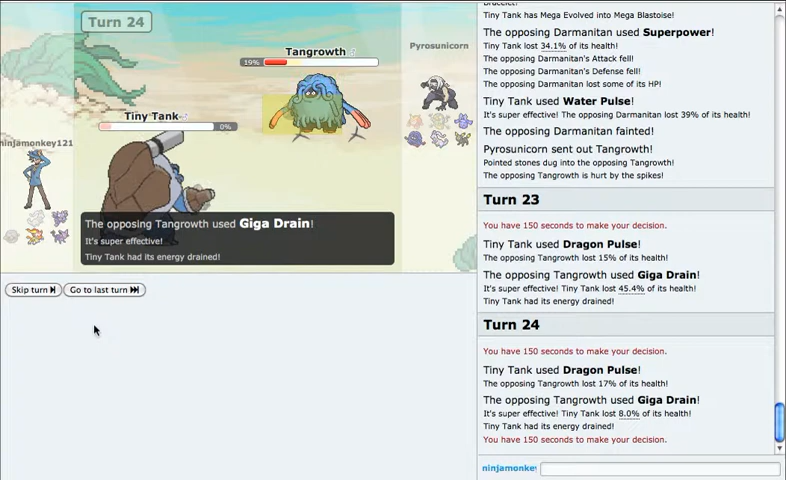 Turn 24
Tangrowth
19%
Tiny Tank
0%
Pyrosunicorn
ninjamonkey121
The opposing Tangrowth used Giga Drain!
It's super effective!
Tiny Tank had its energy drained!
Skip turn
Go to last turn
Bracelet!
Tiny Tank has Mega Evolved into Mega Blastoise!
The opposing Darmanitan used Superpower!
Tiny Tank lost 34.1% of its health!
The opposing Darmanitan's Attack fell!
The opposing Darmanitan's Defense fell!
The opposing Darmanitan lost some of its HP!
Tiny Tank used Water Pulse!
It's super effective! The opposing Darmanitan lost 39% of its health!
The opposing Darmanitan fainted!
Pyrosunicorn sent out Tangrowth!
Pointed stones dug into the opposing Tangrowth!
The opposing Tangrowth is hurt by the spikes!
Turn 23
You have 150 seconds to make your decision.
Tiny Tank used Dragon Pulse!
The opposing Tangrowth lost 15% of its health!
The opposing Tangrowth used Giga Drain!
It's super effective! Tiny Tank lost 45.4% of its health!
Tiny Tank had its energy drained!
Turn 24
You have 150 seconds to make your decision.
Tiny Tank used Dragon Pulse!
The opposing Tangrowth lost 17% of its health!
The opposing Tangrowth used Giga Drain!
It's super effective! Tiny Tank lost 8.0% of its health!
Tiny Tank had its energy drained!
You have 150 seconds to make your decision.
ninjamonkey